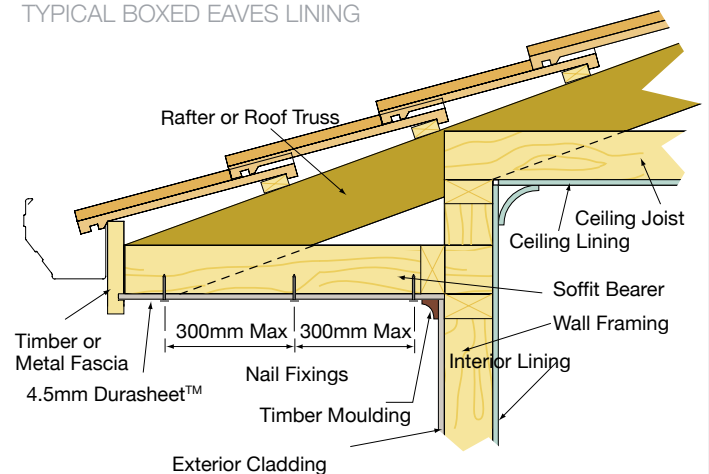 TYPICAL BOXED EAVES LINING
Rafter or Roof Truss
Ceiling Joist
Ceiling Lining
Soffit Bearer
Wall Framing
Interior Lining
300mm Max
300mm Max
Timber or
Metal Fascia
Nail Fixings
4.5mm Durasheet™
Timber Moulding
Exterior Cladding